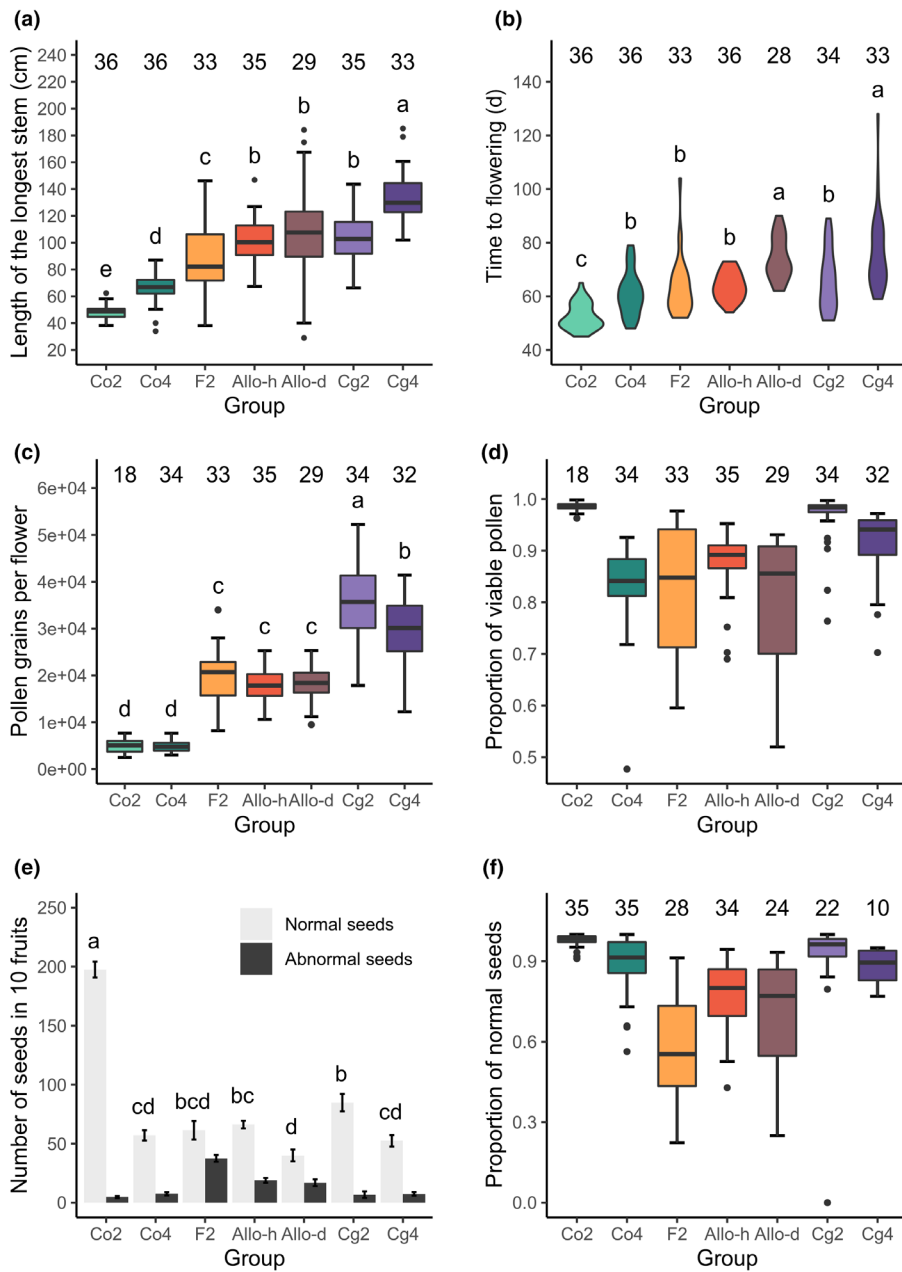 (a)
Length of the longest stem (cm)
240
220
200
180
160
140
120
100
80
60
40
20
36 36 33 35 29 35 33
e d c b b b a
Co2 Co4 F2 Allo-h Allo-d Cg2 Cg4
Group
(b)
Time to flowering (d)
140
120
100
80
60
40
36 36 33 36 28 34 33
c b b b a b a
Co2 Co4 F2 Allo-h Allo-d Cg2 Cg4
Group
(c)
Pollen grains per flower
6e+04
5e+04
4e+04
3e+04
2e+04
1e+04
0e+00
18 34 33 35 29 34 32
d d c c c a b
Co2 Co4 F2 Allo-h Allo-d Cg2 Cg4
Group
(d)
Proportion of viable pollen
1.0
0.9
0.8
0.7
0.6
0.5
18 34 33 35 29 34 32
Co2 Co4 F2 Allo-h Allo-d Cg2 Cg4
Group
(e)
Number of seeds in 10 fruits
250
200
150
100
50
0
Normal seeds
Abnormal seeds
a cd bcd bc d b cd
Co2 Co4 F2 Allo-h Allo-d Cg2 Cg4
Group
(f)
Proportion of normal seeds
0.9
0.6
0.3
0.0
35 35 28 34 24 22 10
Co2 Co4 F2 Allo-h Allo-d Cg2 Cg4
Group